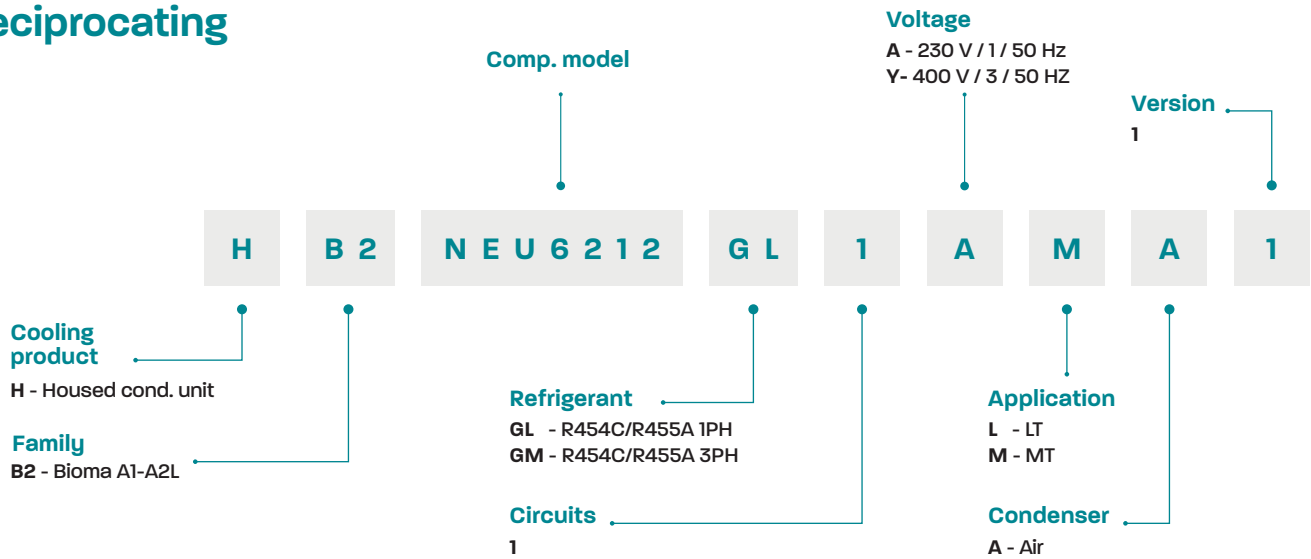 eciprocating
Comp. model
Voltage
A - 230 V / 1 / 50 Hz
Y- 400 V / 3 / 50 HZ
Version
1
H B 2 N E U 6 2 1 2 G L 1 A M A 1
Cooling
product
H - Housed cond. unit
Family
B2 - Bioma A1-A2L
Refrigerant
GL - R454C/R455A 1PH
GM - R454C/R455A 3PH
Circuits
1
Application
L - LT
M - MT
Condenser
A - Air